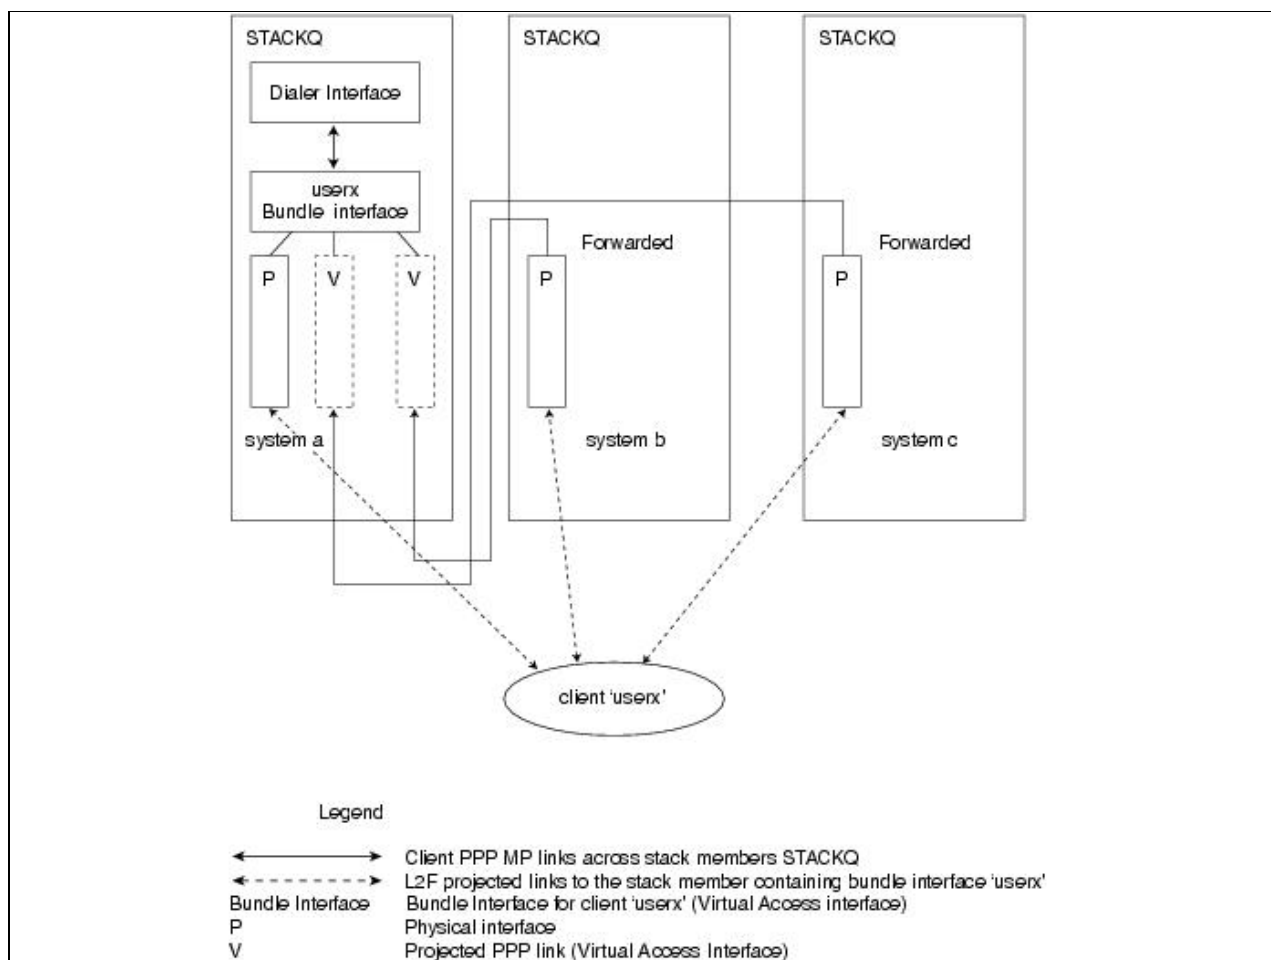 STACKQ
STACKQ
STACKQ
Dialer Interface
userx
Bundle interface
Forwarded
Forwarded
P
V
V
P
P
system a
system b
system c
client ‘userx’
Legend
Client PPP MP links across stack members STACKQ
L2F projected links to the stack member containing bundle interface ‘userx’
Bundle Interface Bundle Interface for client ‘userx’ (Virtual Access interface)
P Physical interface
V Projected PPP link (Virtual Access Interface)